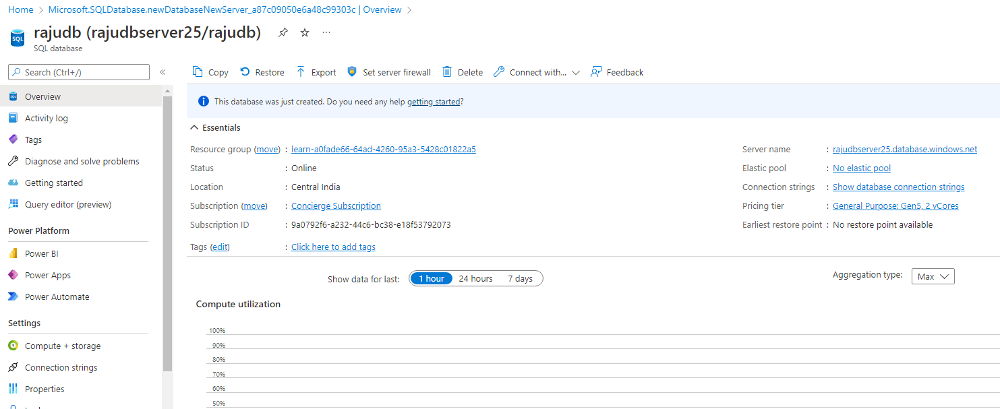 Home > Microsoft.SQLDatabase.newDatabaseNewServer_a87c09050e6a48c99303c | Overview >
SQL
rajudb (rajudbserver25/rajudb)
SQL database
Search (Ctrl+/)
«
Overview
Activity log
Tags
Diagnose and solve problems
Getting started
Query editor (preview)
Power Platform
Power BI
Power Apps
Power Automate
Settings
Compute + storage
Connection strings
Properties
Copy Restore Export Set server firewall Delete Connect with... Feedback
This database was just created. Do you need any help getting started?
Essentials
Resource group (move) : learn-a0fade66-64ad-4260-95a3-5428c01822a5
Status : Online
Location : Central India
Subscription (move) : Concierge Subscription
Subscription ID : 9a0792f6-a232-44c6-bc38-e18f53792073
Tags (edit) : Click here to add tags
Server name : rajudbserver25.database.windows.net
Elastic pool : No elastic pool
Connection strings : Show database connection strings
Pricing tier : General Purpose: Gen5, 2 vCores
Earliest restore point : No restore point available
Show data for last: 1 hour 24 hours 7 days
Aggregation type: Max
Compute utilization
100%
90%
80%
70%
60%
50%